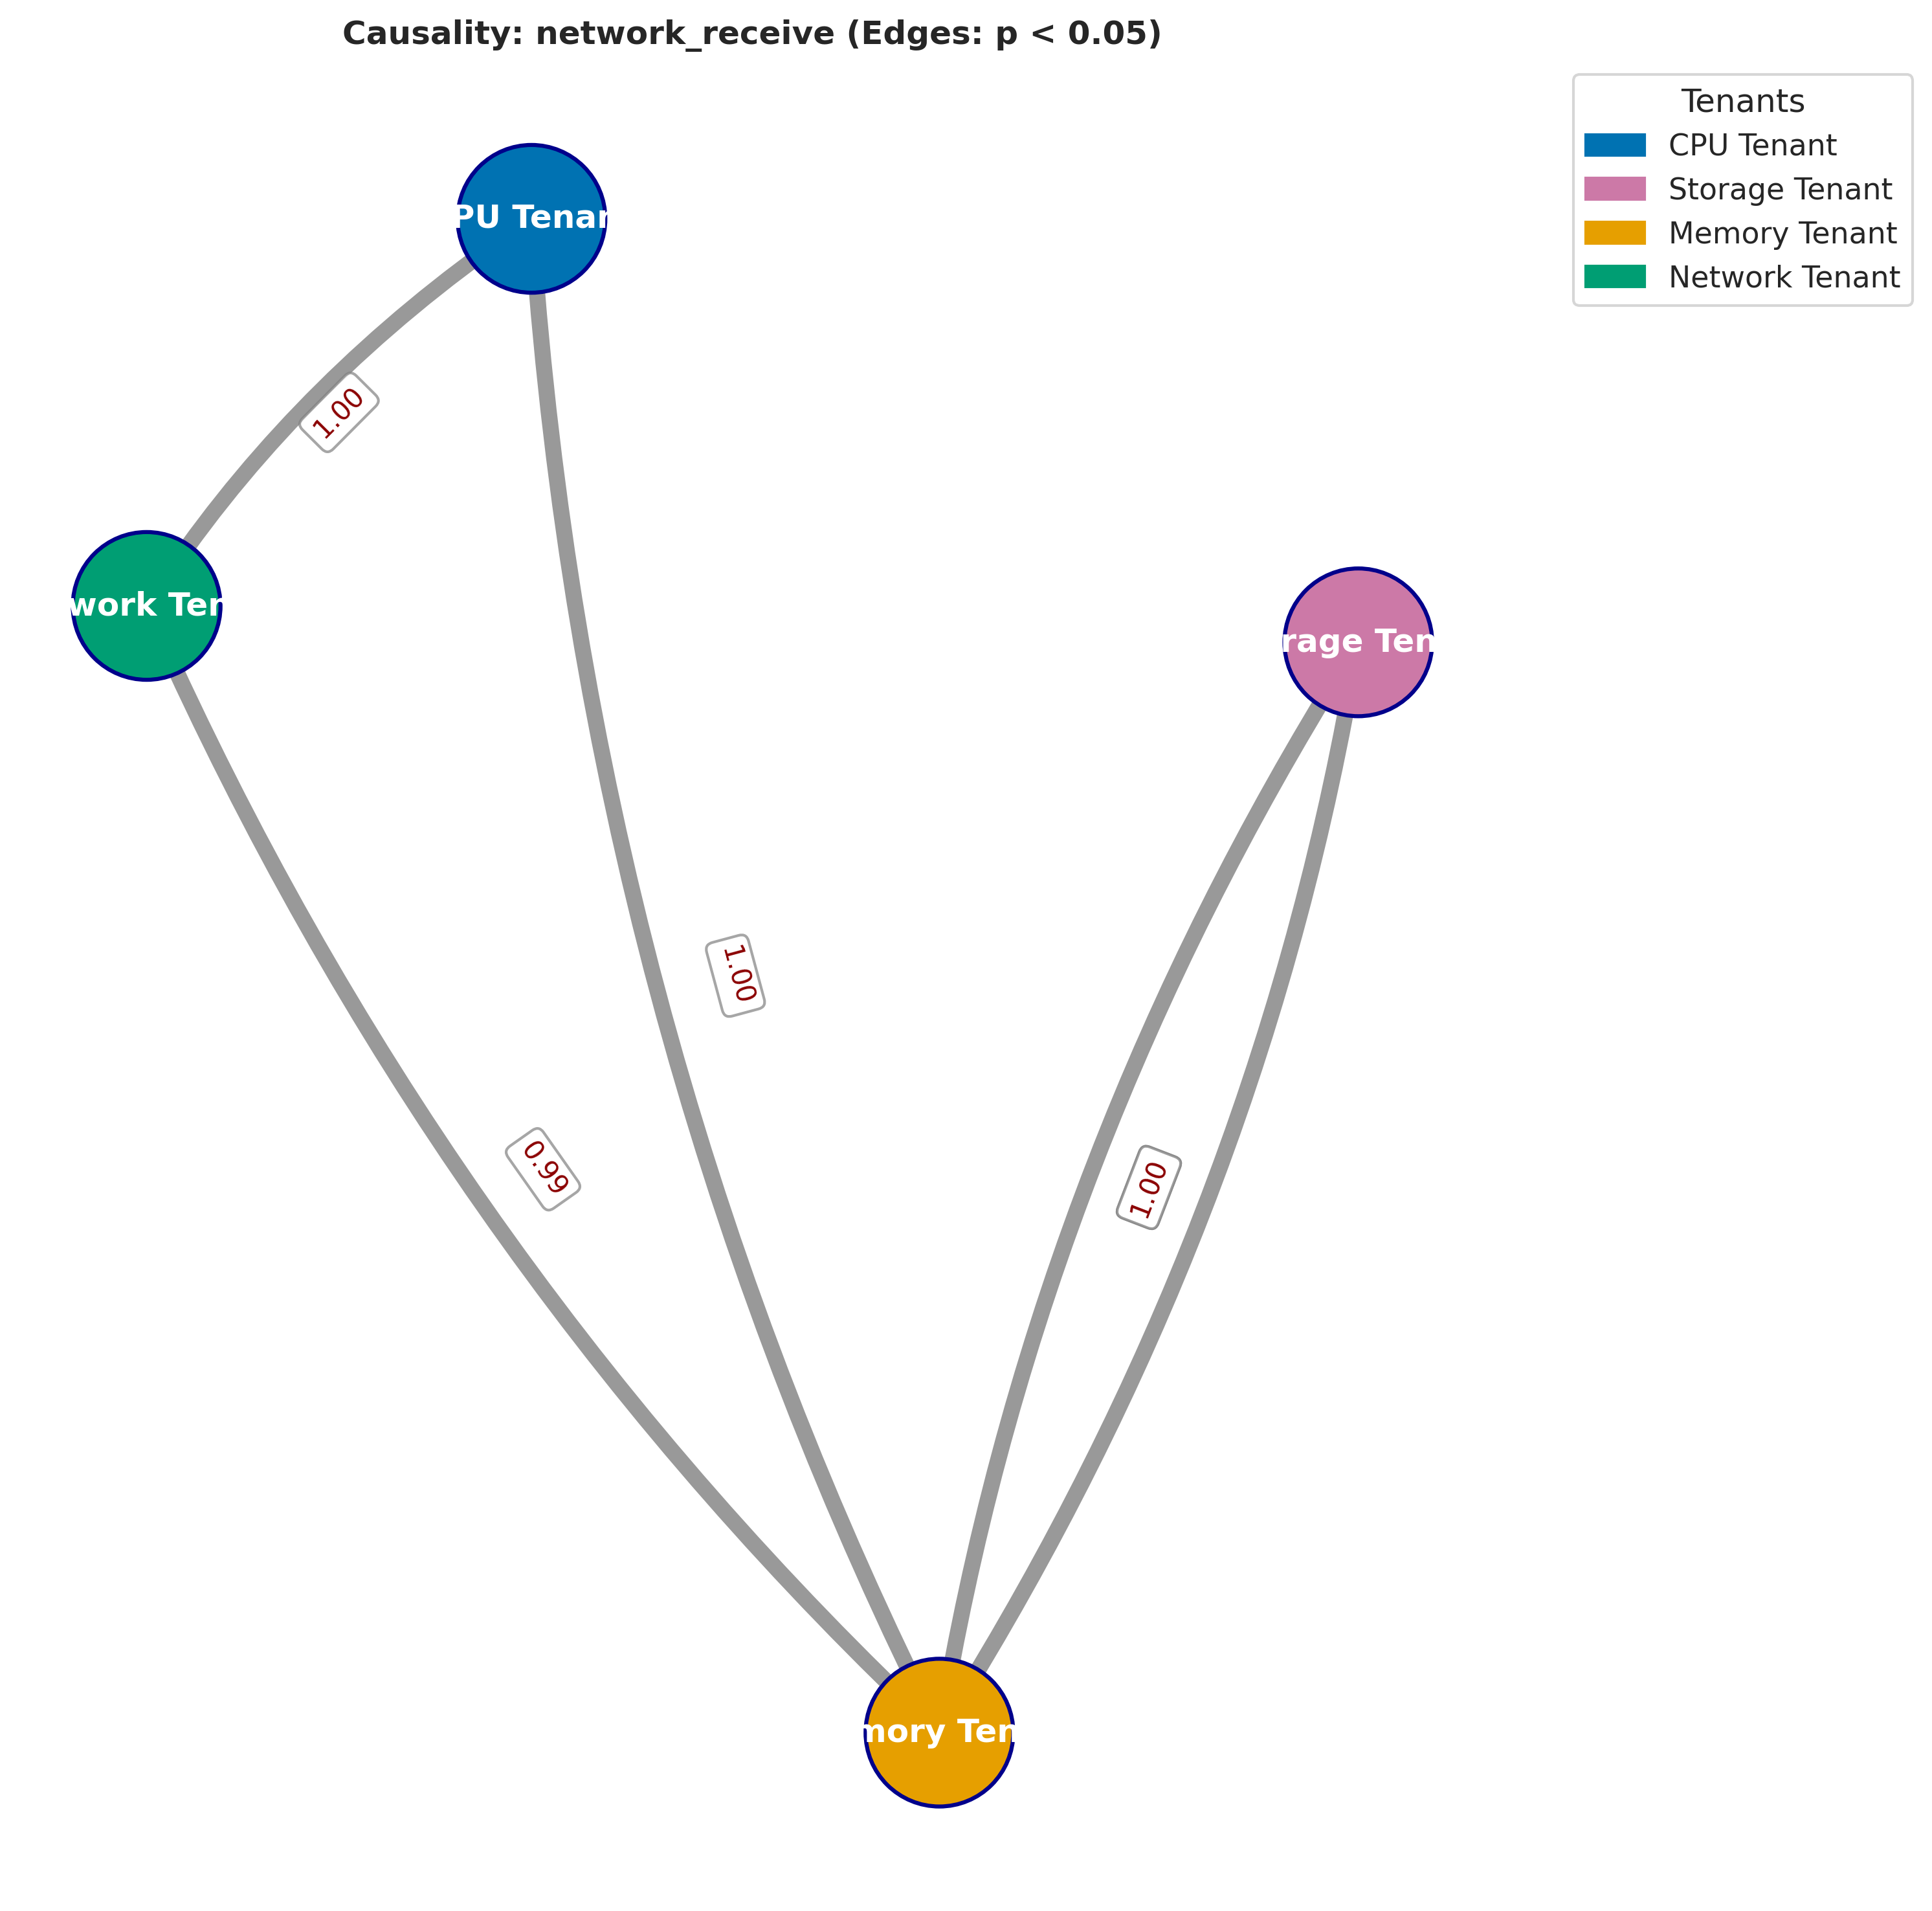 Causality: network_receive (Edges: p < 0.05)
Tenants
CPU Tenant
Storage Tenant
Memory Tenant
Network Tenant
PU Tenan
1.00
work Ten
rage Ten
1.00
0.99
1.00
mory Ten